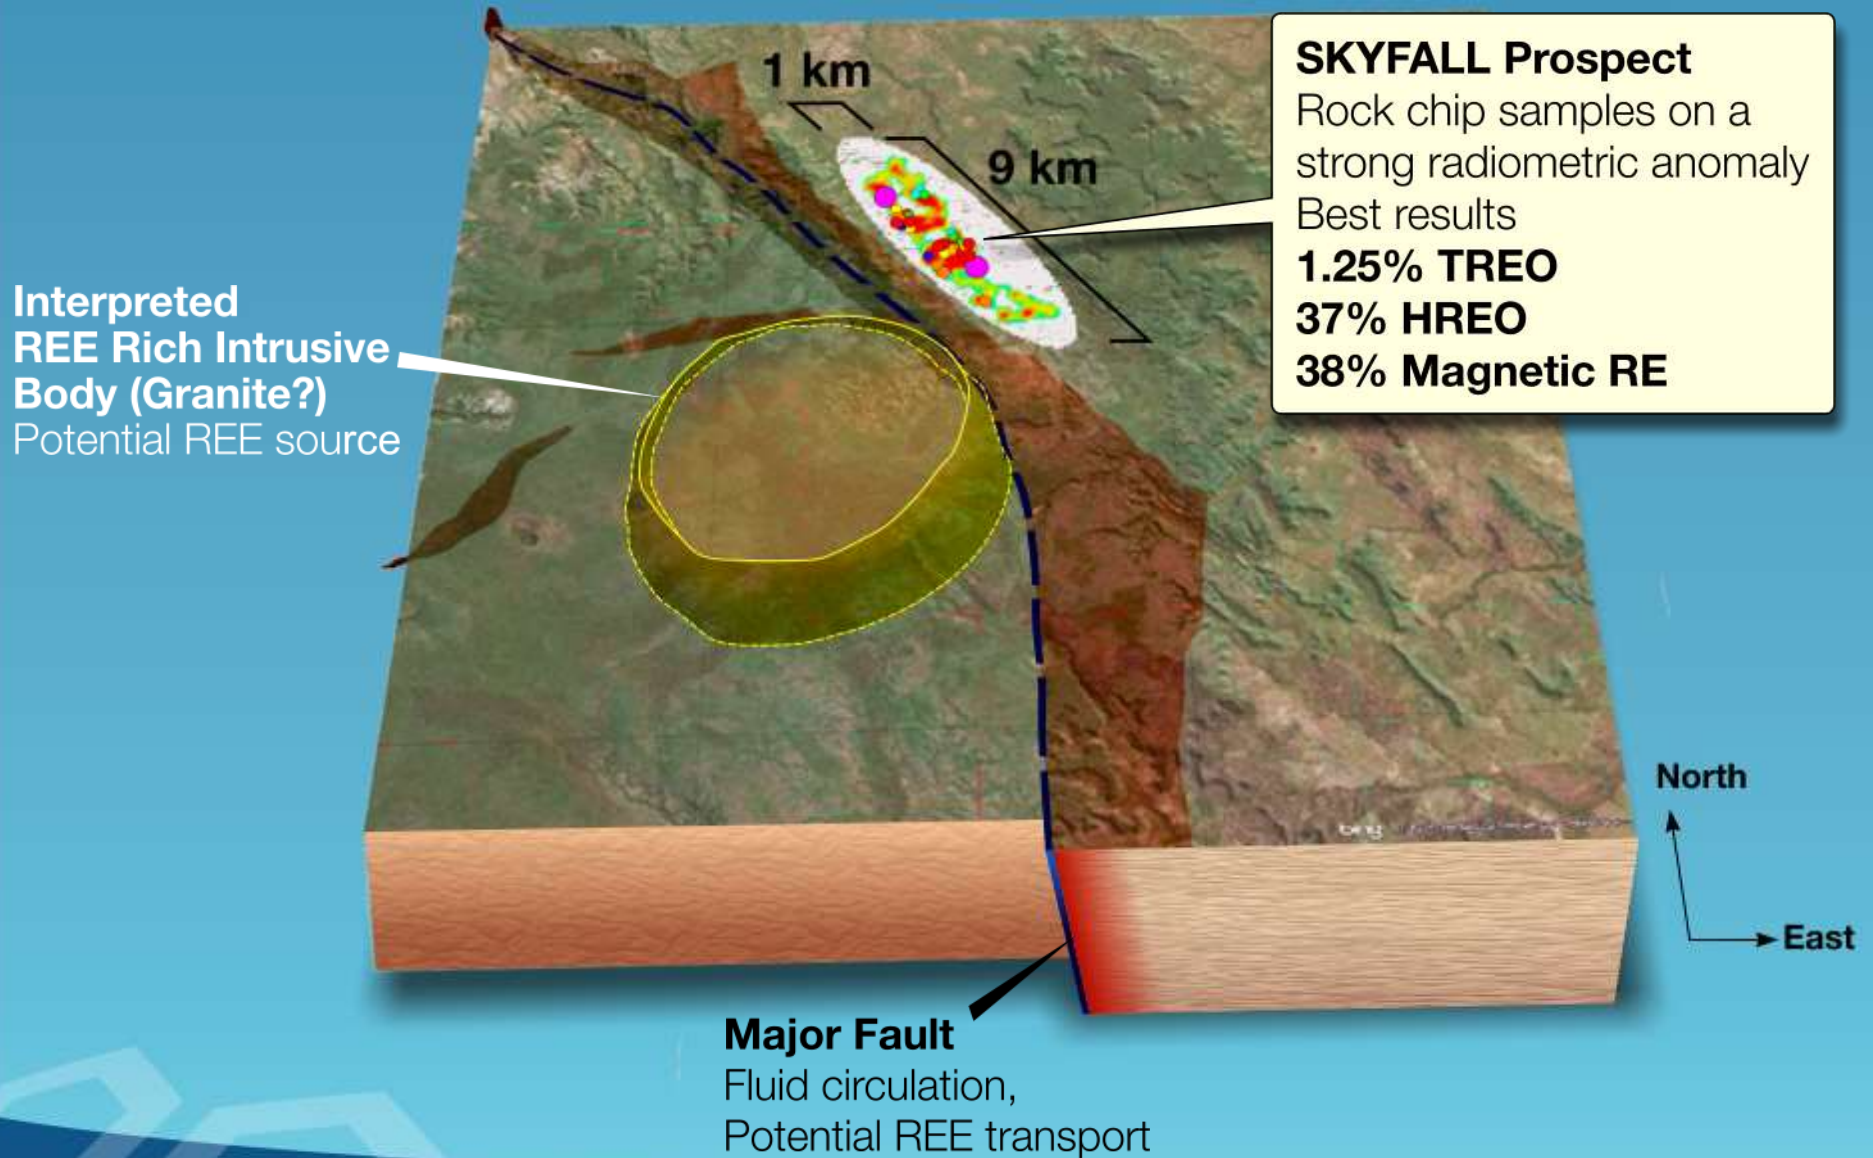 1 km
9 km
SKYFALL Prospect
Rock chip samples on a
strong radiometric anomaly
Best results
1.25% TREO
37% HREO
38% Magnetic RE
Interpreted
REE Rich Intrusive
Body (Granite?)
Potential REE source
North
East
bing
Major Fault
Fluid circulation,
Potential REE transport